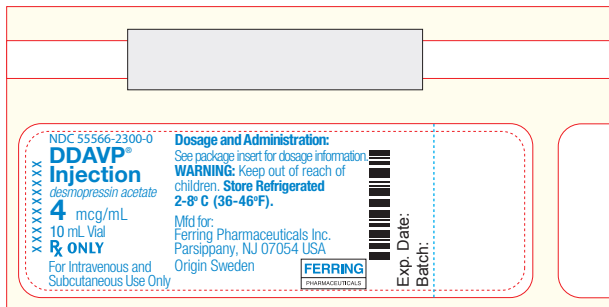 XXXXXXXXXX
NDC 55566-2300-0
DDAVP®
Injection
desmopressin acetate
4 mcg/mL
10 mL Vial
Rx ONLY
For Intravenous and
Subcutaneous Use Only
Dosage and Administration:
See package insert for dosage information.
WARNING: Keep out of reach of
children. Store Refrigerated
2-8º C (36-46ºF).
Mfd for:
Ferring Pharmaceuticals Inc.
Parsippany, NJ 07054 USA
Origin Sweden
FERRING
PHARMACEUTICALS
Exp. Date:
Batch: